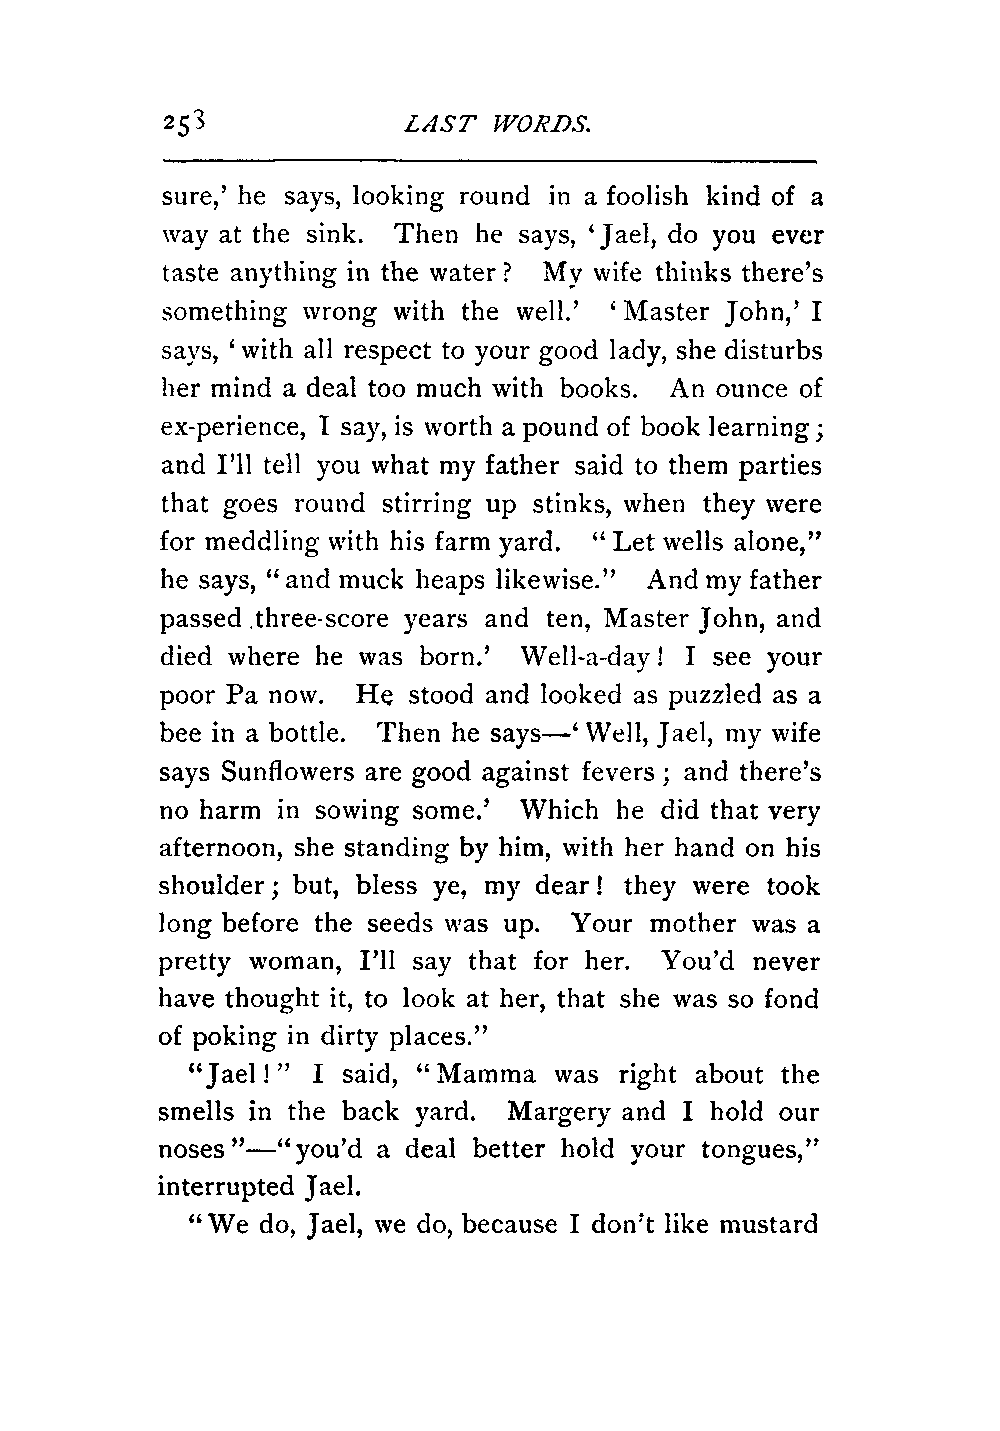 253 LAST WORDS.
sure,' he says, looking round in a foolish kind of a
way at the sink. Then he says, 'Jael, do you ever
taste anything in the water? My wife thinks there's
something wrong with the well.' 'Master John,' I
says, 'with all respect to your good lady, she disturbs
her mind a deal too much with books. An ounce of
ex-perience, I say, is worth a pound of book learning;
and I'll tell you what my father said to them parties
that goes round stirring up stinks, when they were
for meddling with his farm yard. "Let wells alone,"
he says, "and muck heaps likewise." And my father
passed three-score years and ten, Master John, and
died where he was born.' Well-a-day! I see your
poor Pa now. He stood and looked as puzzled as a
bee in a bottle. Then he says—'Well, Jael, my wife
says Sunflowers are good against fevers; and there's
no harm in sowing some.' Which he did that very
afternoon, she standing by him, with her hand on his
shoulder; but, bless ye, my dear! they were took
long before the seeds was up. Your mother was a
pretty woman, I'll say that for her. You'd never
have thought it, to look at her, that she was so fond
of poking in dirty places."
"Jael!" I said, "Mamma was right about the
smells in the back yard. Margery and I hold our
noses"—"you'd a deal better hold your tongues,"
interrupted Jael.
"We do, Jael, we do, because I don't like mustard